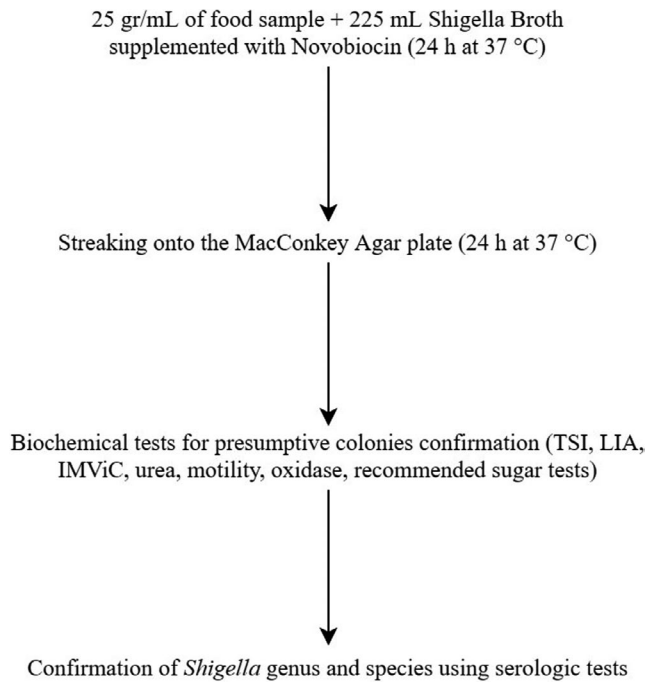 25 gr/mL of food sample + 225 mL Shigella Broth
supplemented with Novobiocin (24 h at 37 °C)
Streaking onto the MacConkey Agar plate (24 h at 37 °C)
Biochemical tests for presumptive colonies confirmation (TSI, LIA,
IMViC, urea, motility, oxidase, recommended sugar tests)
Confirmation of Shigella genus and species using serologic tests